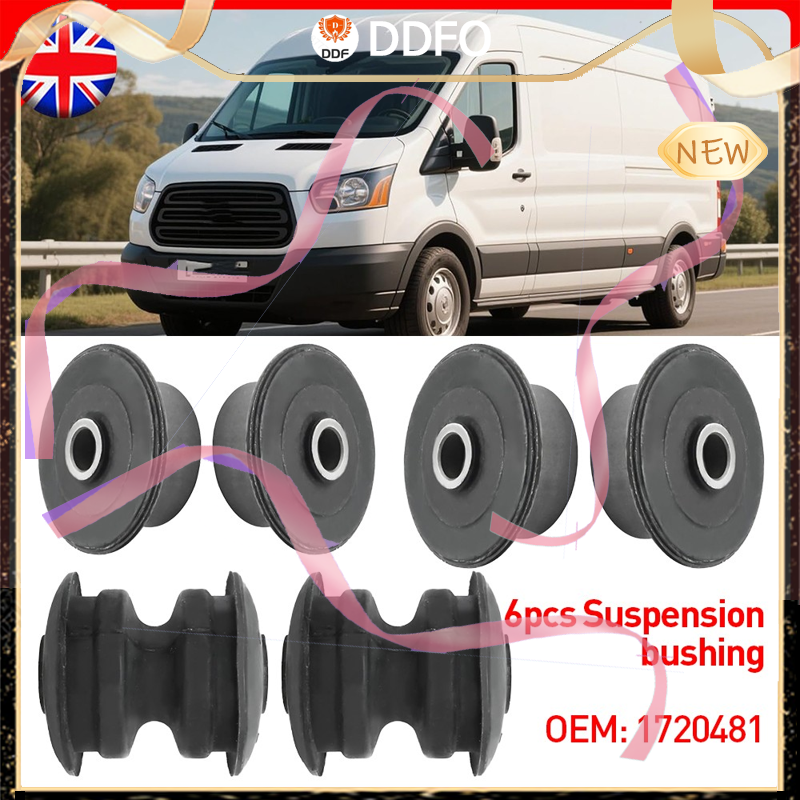 DDF
DDFO
NEW
6pcs Suspension
bushing
OEM: 1720481